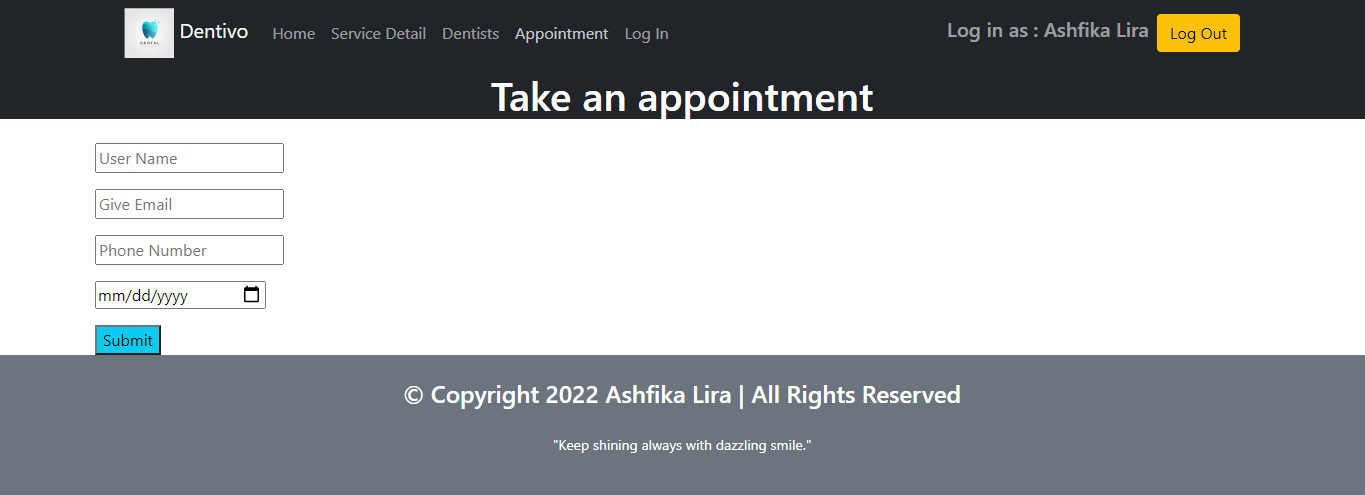 DENTAL
Dentivo Home Service Detail Dentists Appointment Log In Log in as : Ashfika Lira Log Out
Take an appointment
User Name
Give Email
Phone Number
mm/dd/yyyy
Submit
© Copyright 2022 Ashfika Lira | All Rights Reserved
"Keep shining always with dazzling smile."